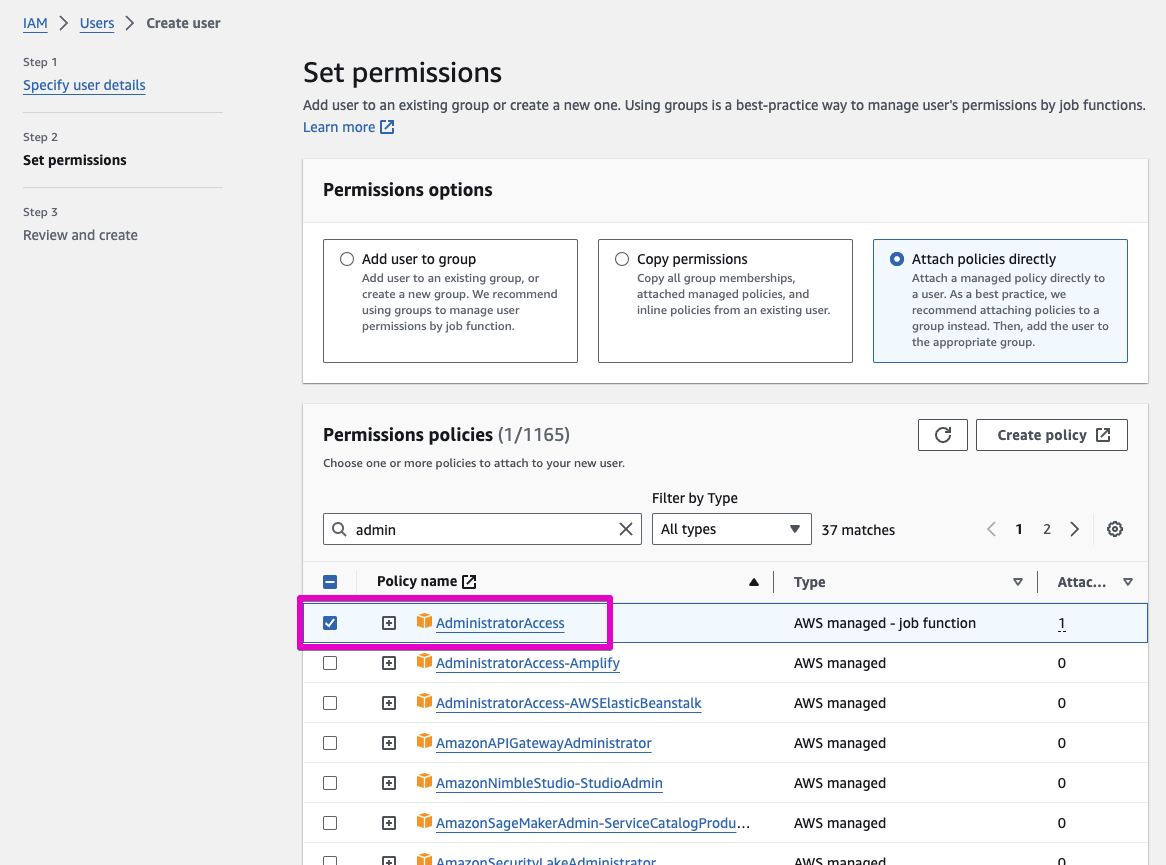 IAM > Users > Create user
Step 1
Specify user details
Step 2
Set permissions
Step 3
Review and create
Set permissions
Add user to an existing group or create a new one. Using groups is a best-practice way to manage user's permissions by job functions.
Learn more
Permissions options
Add user to group
Add user to an existing group, or
create a new group. We recommend
using groups to manage user
permissions by job function.
Copy permissions
Copy all group memberships,
attached managed policies, and
inline policies from an existing user.
Attach policies directly
Attach a managed policy directly to
a user. As a best practice, we
recommend attaching policies to a
group instead. Then, add the user to
the appropriate group.
Permissions policies (1/1165)
Create policy
Choose one or more policies to attach to your new user.
Filter by Type
admin All types 37 matches 1 2
Policy name Type Attac...
AdministratorAccess AWS managed - job function 1
AdministratorAccess-Amplify AWS managed 0
AdministratorAccess-AWSElasticBeanstalk AWS managed 0
AmazonAPIGatewayAdministrator AWS managed 0
AmazonNimbleStudio-StudioAdmin AWS managed 0
AmazonSageMakerAdmin-ServiceCatalogProdu... AWS managed 0
AmazonSecurityLakeAdministrator AWS managed 0